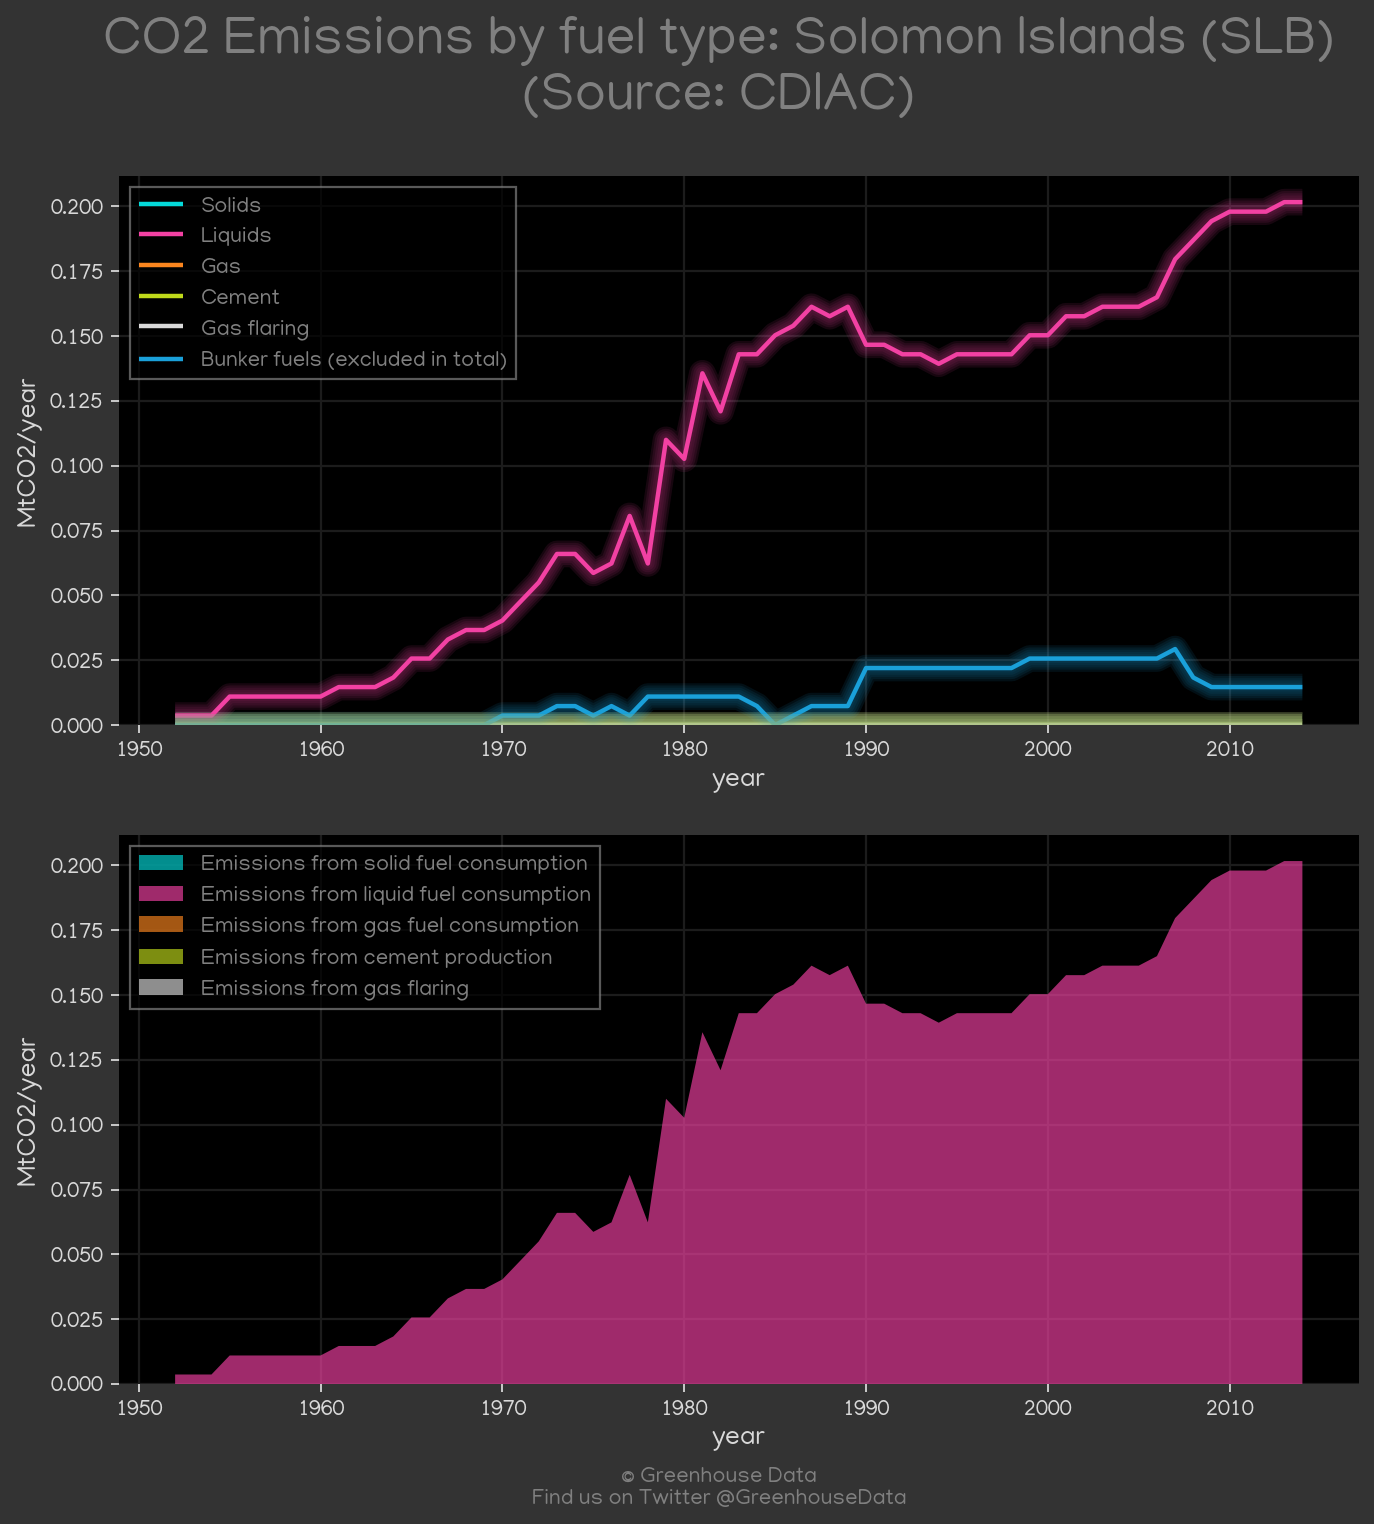 CO2 Emissions by fuel type: Solomon Islands (SLB)
(Source: CDIAC)
Solids
Liquids
Gas
Cement
Gas flaring
Bunker fuels (excluded in total)
MtCO2/year
0.200
0.175
0.150
0.125
0.100
0.075
0.050
0.025
0.000
1950 1960 1970 1980 1990 2000 2010
year
Emissions from solid fuel consumption
Emissions from liquid fuel consumption
Emissions from gas fuel consumption
Emissions from cement production
Emissions from gas flaring
MtCO2/year
0.200
0.175
0.150
0.125
0.100
0.075
0.050
0.025
0.000
1950 1960 1970 1980 1990 2000 2010
year
© Greenhouse Data
Find us on Twitter @GreenhouseData